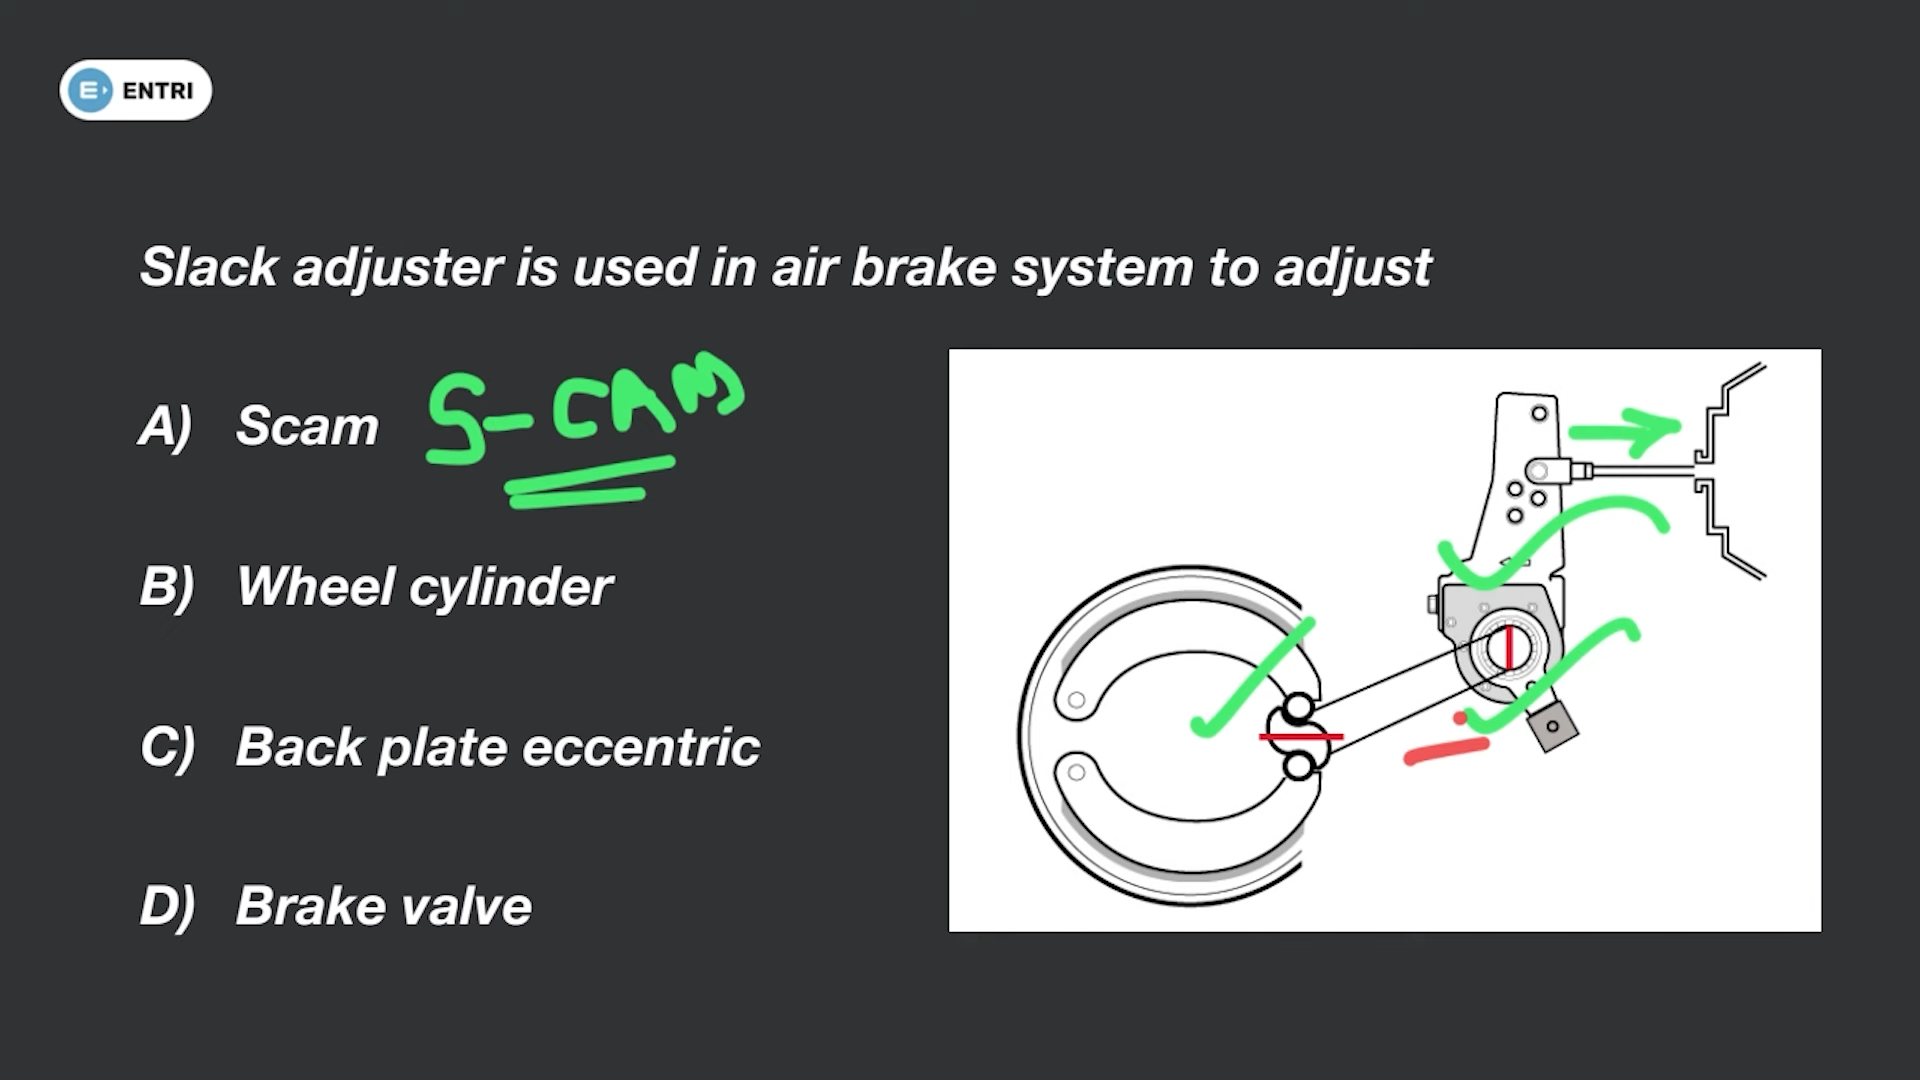 ENTRI
Slack adjuster is used in air brake system to adjust
A) Scam S-CAM
B) Wheel cylinder
C) Back plate eccentric
D) Brake valve